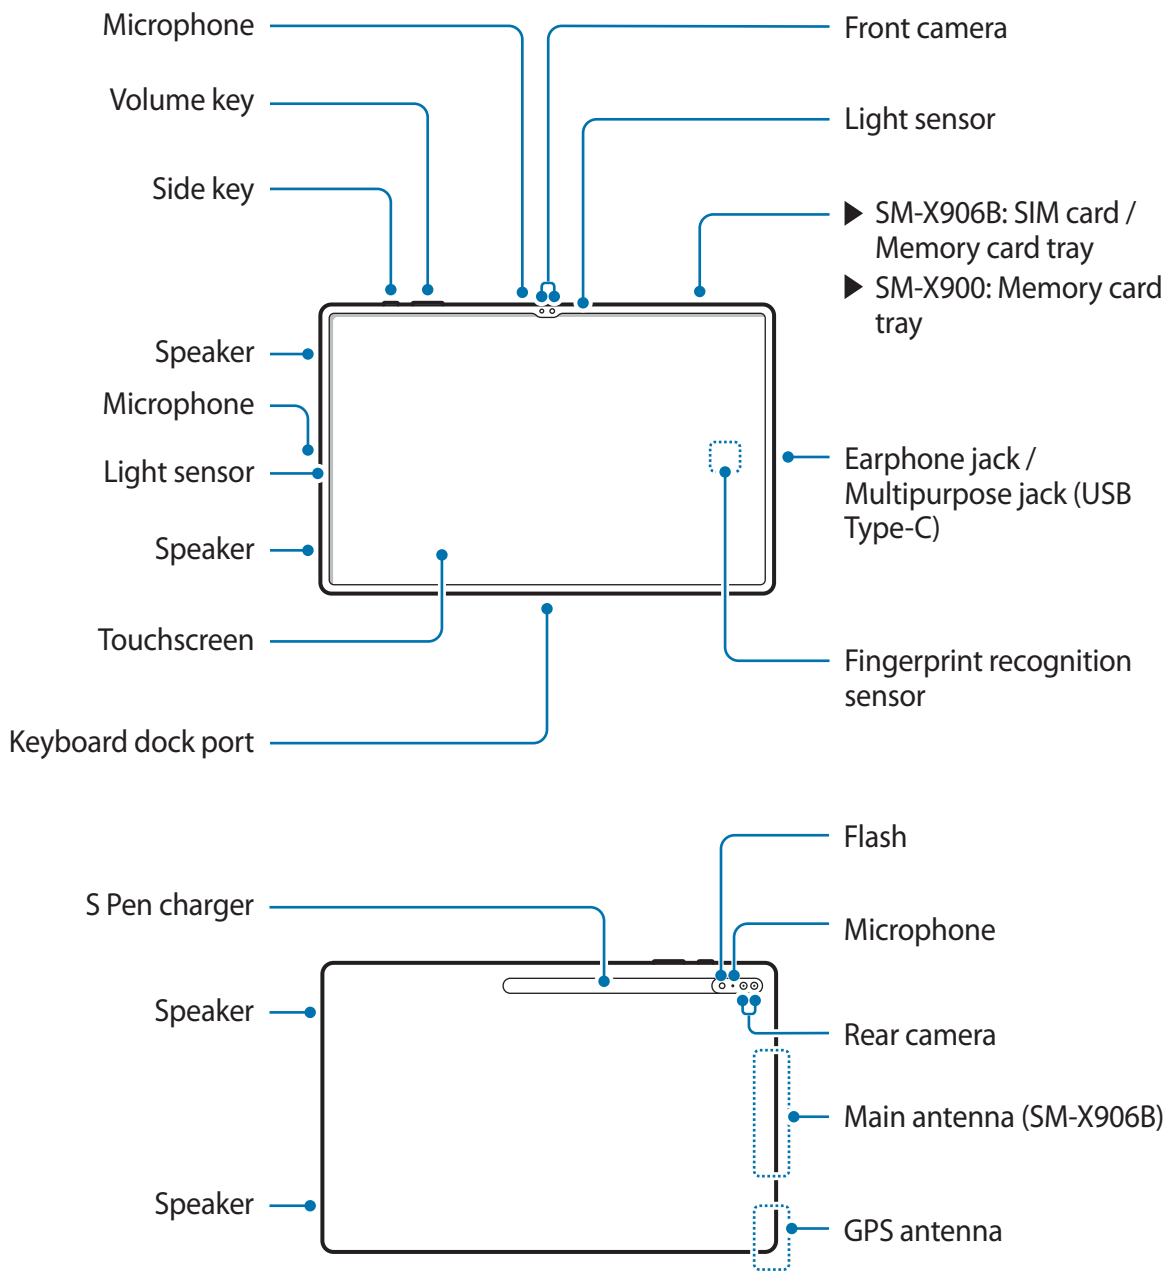 Microphone
Volume key
Side key
Speaker
Microphone
Light sensor
Speaker
Touchscreen
Keyboard dock port
Front camera
Light sensor
▶ SM-X906B: SIM card /
Memory card tray
▶ SM-X900: Memory card
tray
Earphone jack /
Multipurpose jack (USB
Type-C)
Fingerprint recognition
sensor
S Pen charger
Speaker
Speaker
Flash
Microphone
Rear camera
Main antenna (SM-X906B)
GPS antenna